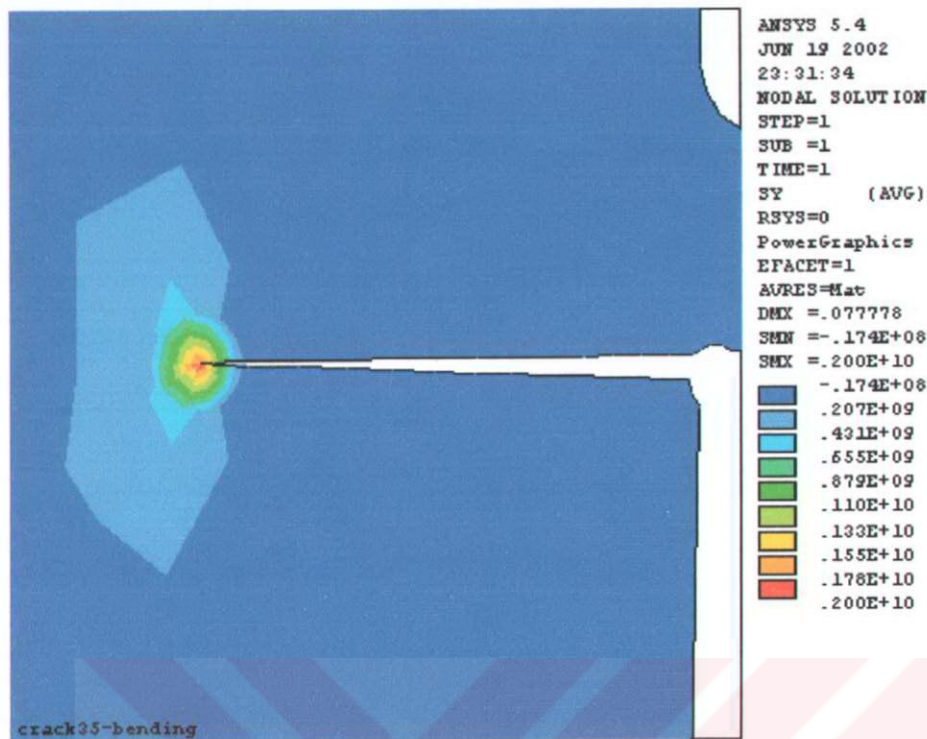 ANSYS 5.4
JUN 19 2002
23:31:34
NODAL SOLUTION
STEP=1
SUB =1
TIME=1
SY (AVG)
RSYS=0
PowerGraphics
EFACET=1
AVRES=Mat
DMX =.077778
SMN =-.174E+08
SMX =.200E+10
-.174E+08
.207E+09
.431E+09
.655E+09
.879E+09
.110E+10
.133E+10
.155E+10
.178E+10
.200E+10
crack35-bending